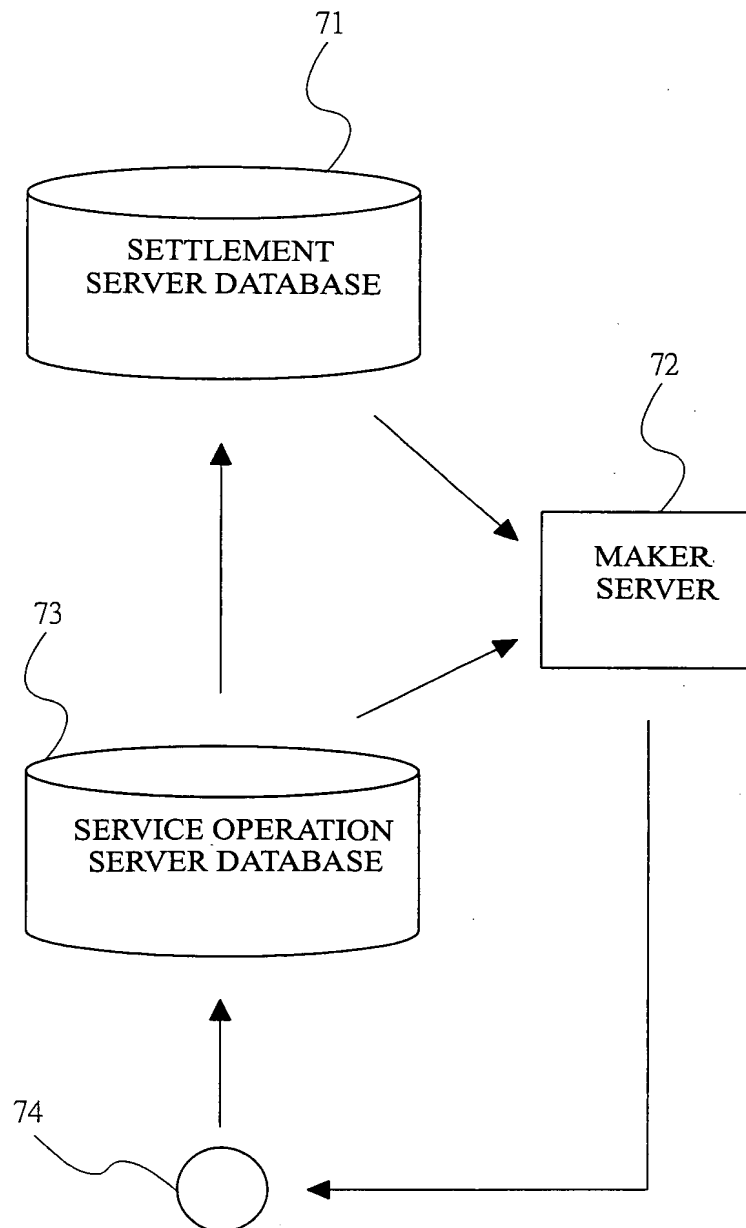 71
SETTLEMENT
SERVER DATABASE
72
MAKER
SERVER
73
SERVICE OPERATION
SERVER DATABASE
74